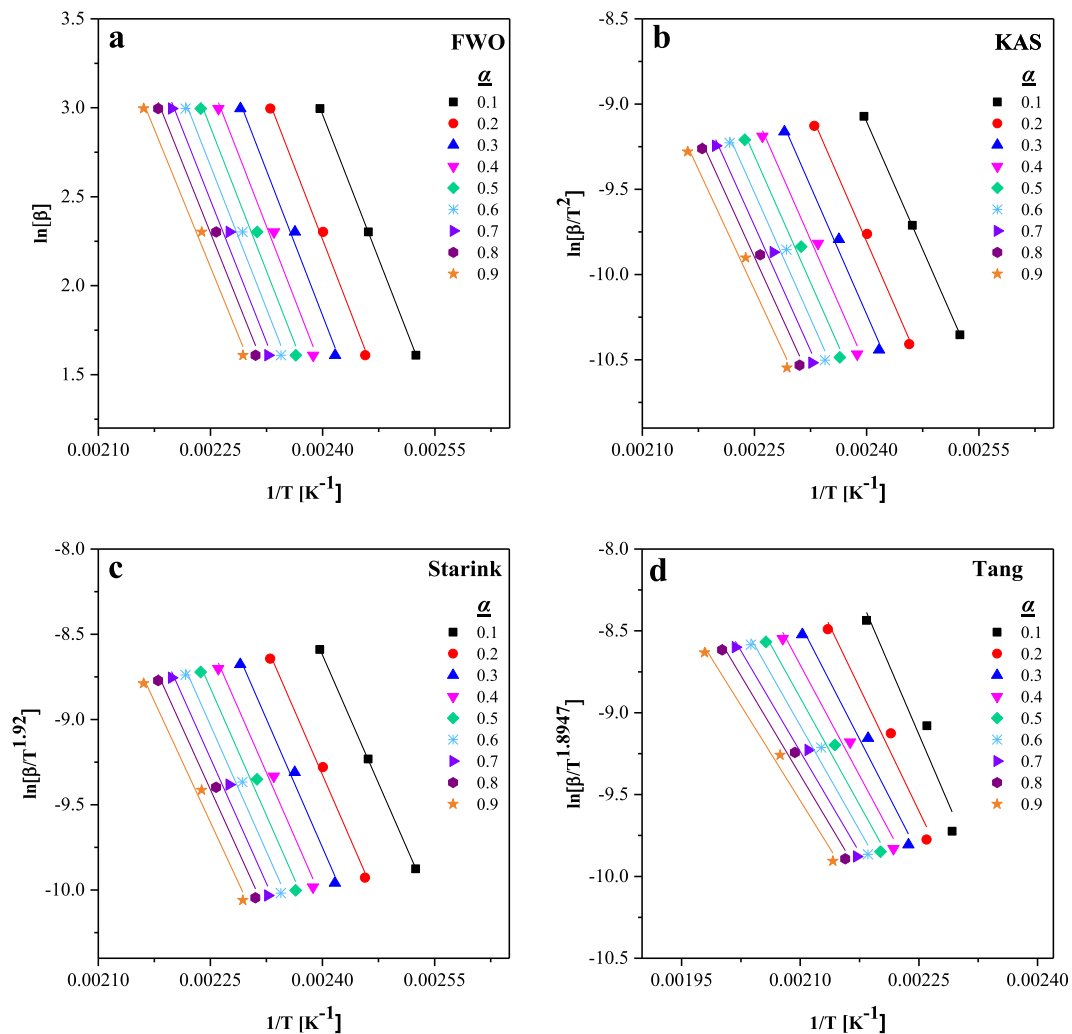 a
FWO
α
0.1
0.2
0.3
0.4
0.5
0.6
0.7
0.8
0.9
3.5
3.0
2.5
2.0
1.5
ln[β]
0.00210 0.00225 0.00240 0.00255
1/T [K-1]
b
KAS
α
0.1
0.2
0.3
0.4
0.5
0.6
0.7
0.8
0.9
-8.5
-9.0
-9.5
-10.0
-10.5
ln[β/T2]
0.00210 0.00225 0.00240 0.00255
1/T [K-1]
c
Starink
α
0.1
0.2
0.3
0.4
0.5
0.6
0.7
0.8
0.9
-8.0
-8.5
-9.0
-9.5
-10.0
ln[β/T1.92]
0.00210 0.00225 0.00240 0.00255
1/T [K-1]
d
Tang
α
0.1
0.2
0.3
0.4
0.5
0.6
0.7
0.8
0.9
-8.0
-8.5
-9.0
-9.5
-10.0
-10.5
ln[β/T1.8947]
0.00195 0.00210 0.00225 0.00240
1/T [K-1]